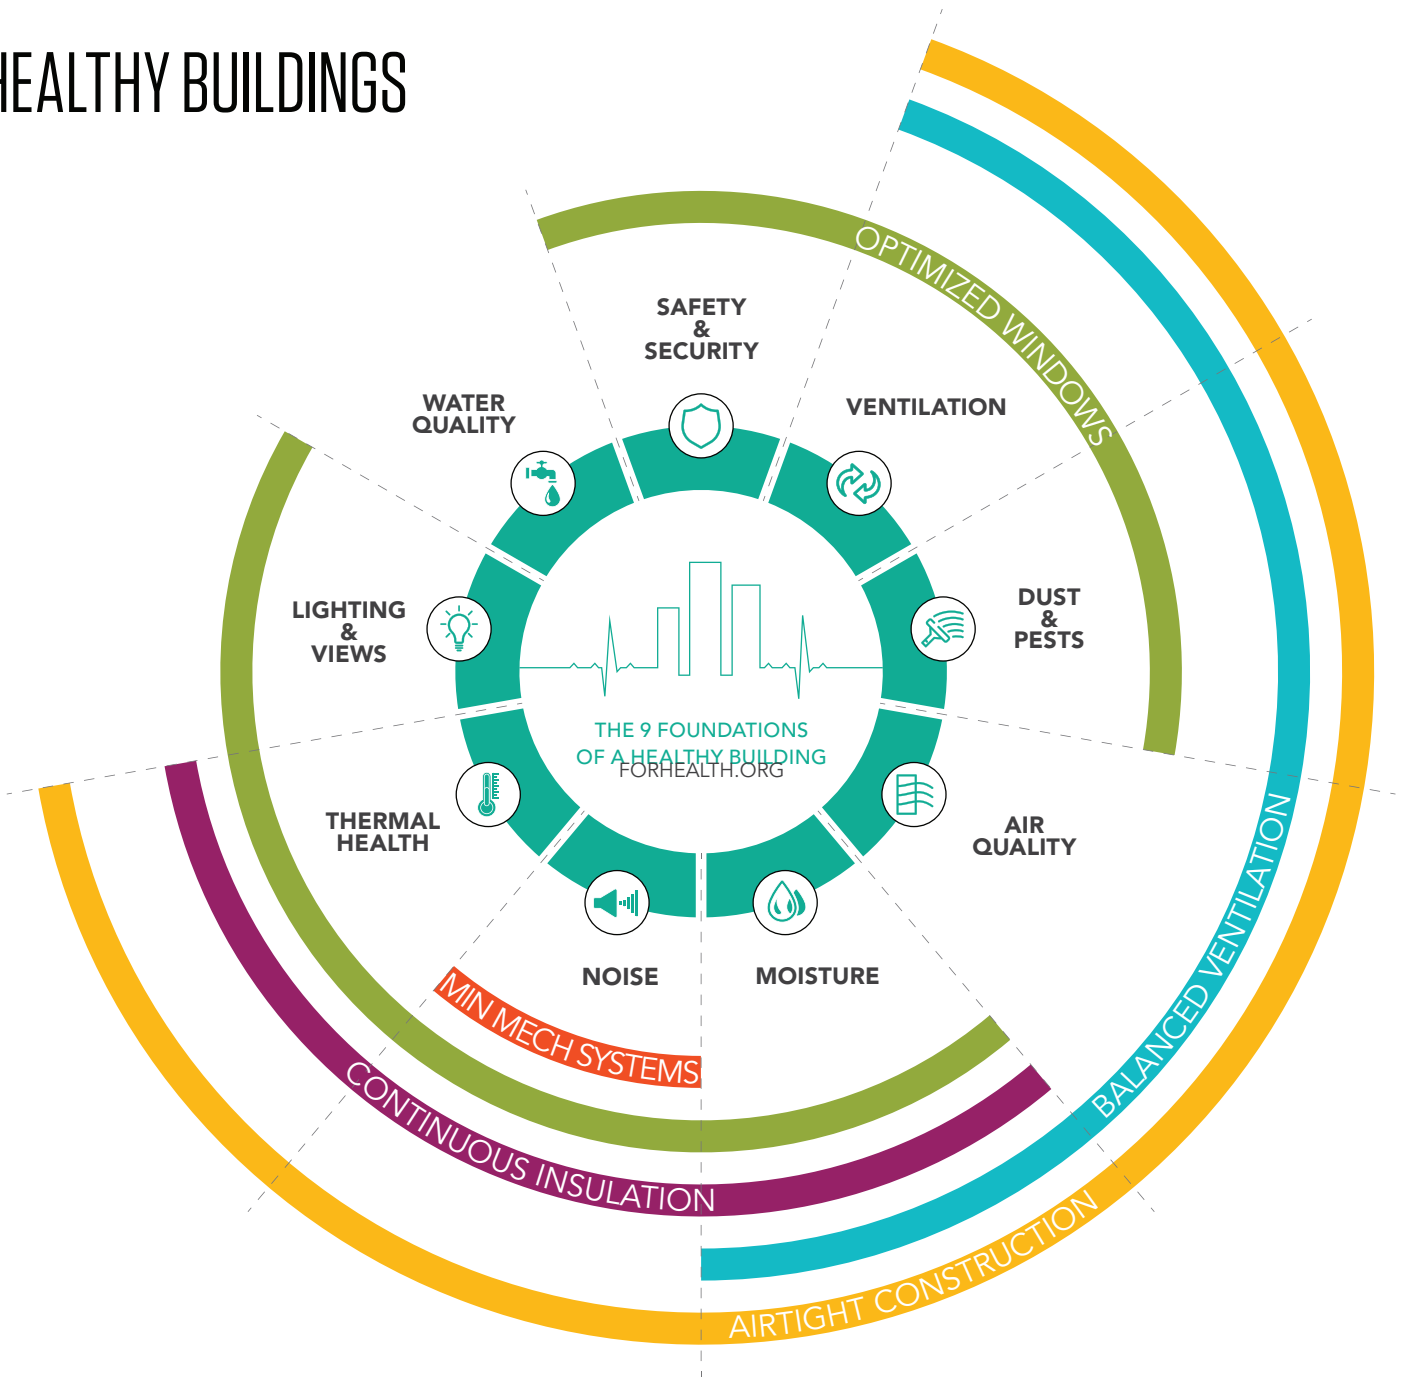 HEALTHY BUILDINGS
OPTIMIZED WINDOWS
SAFETY
&
SECURITY
WATER
QUALITY
VENTILATION
LIGHTING
&
VIEWS
DUST
&
PESTS
THE 9 FOUNDATIONS
OF A HEALTHY BUILDING
FORHEALTH.ORG
THERMAL
HEALTH
AIR
QUALITY
NOISE
MOISTURE
MIN MECH SYSTEMS
CONTINUOUS INSULATION
BALANCED VENTILATION
AIRTIGHT CONSTRUCTION